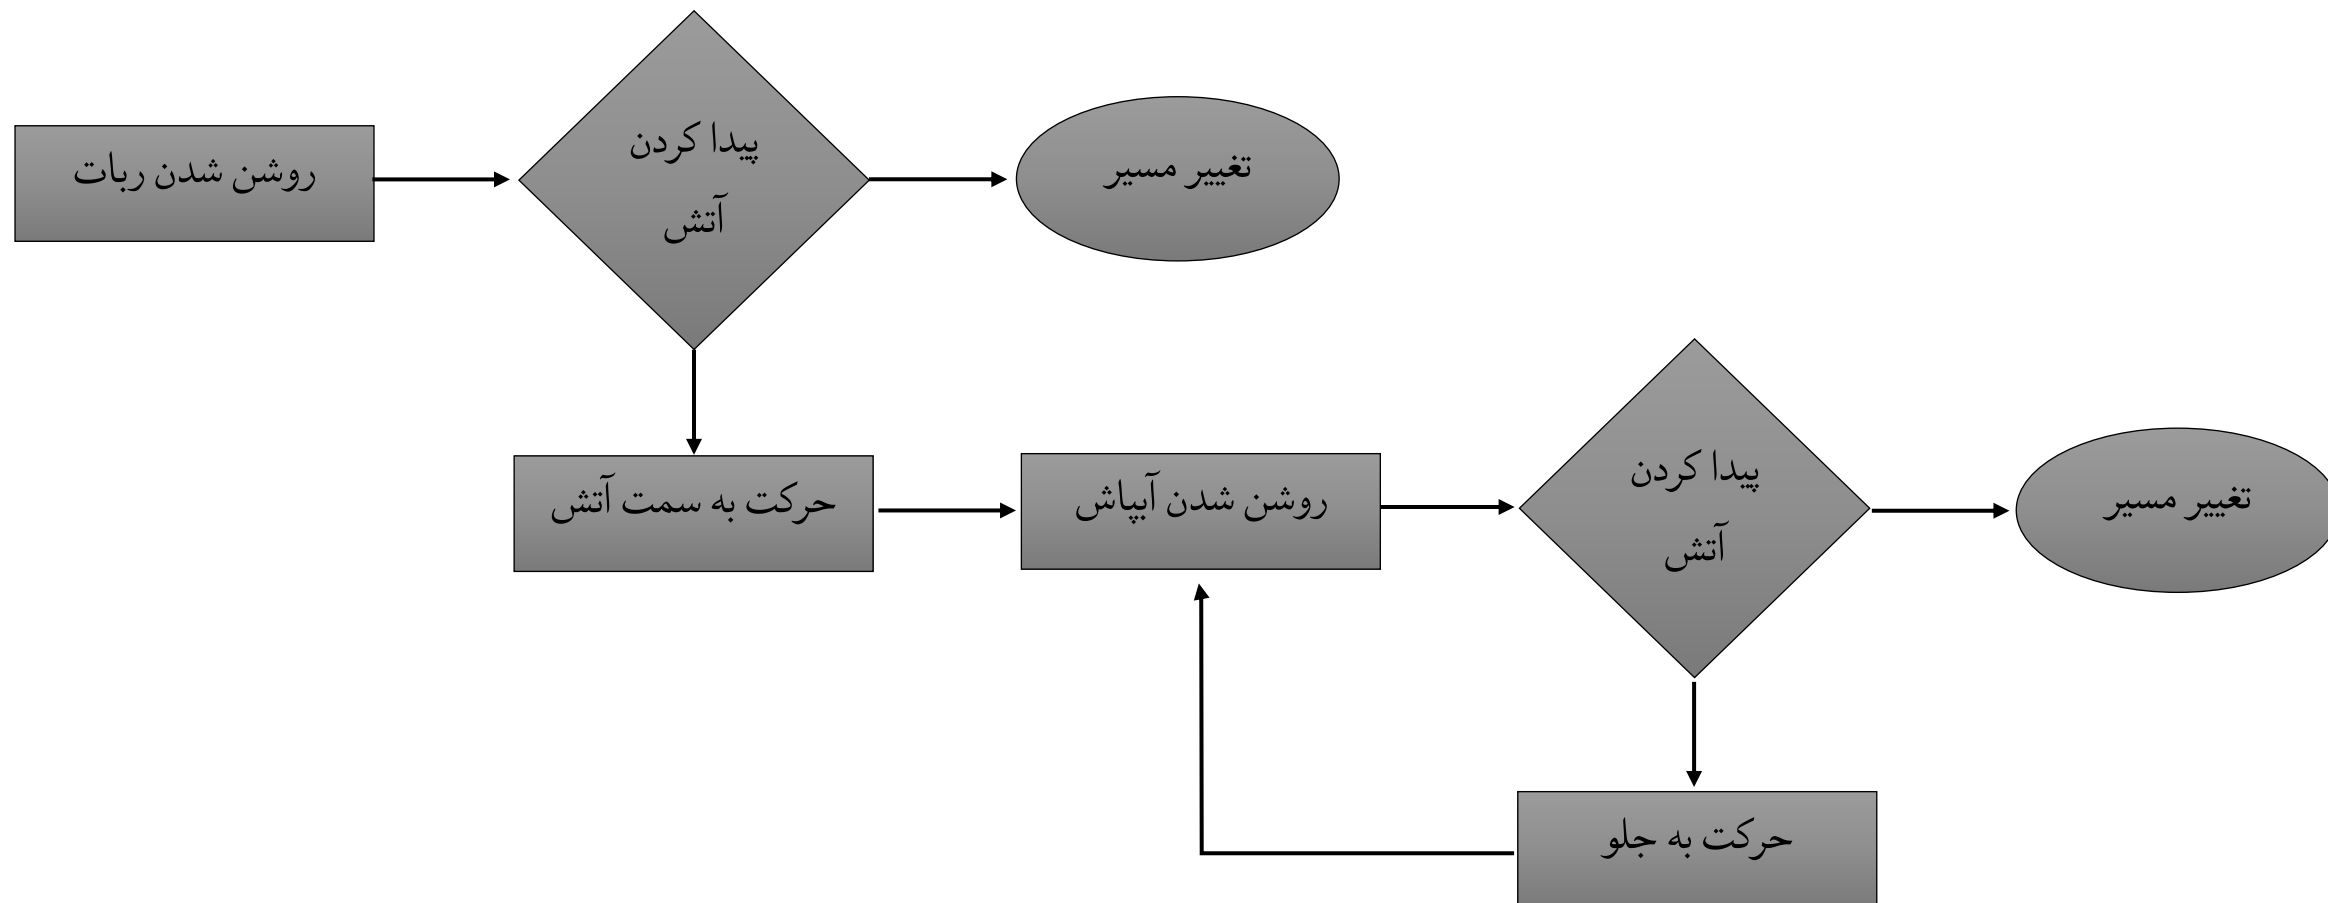 روشن شدن ربات
پیدا کردن
آتش
تغییر مسیر
حرکت به سمت آتش
روشن شدن آبپاش
پیدا کردن
آتش
تغییر مسیر
حرکت به جلو